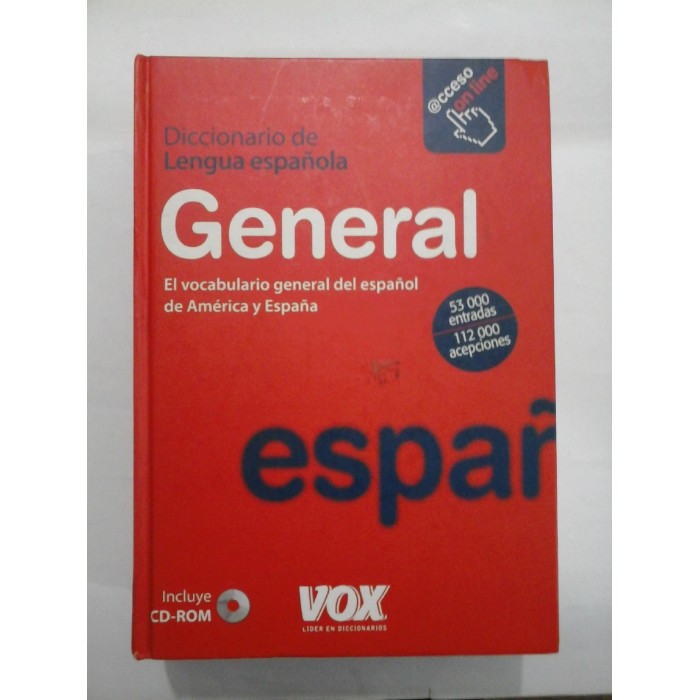 @cceso
on line
Diccionario de
Lengua española
General
El vocabulario general del español
de América y España
53 000
entradas
112 000
acepciones
españ
Incluye
CD-ROM
VOX
LÍDER EN DICCIONARIOS